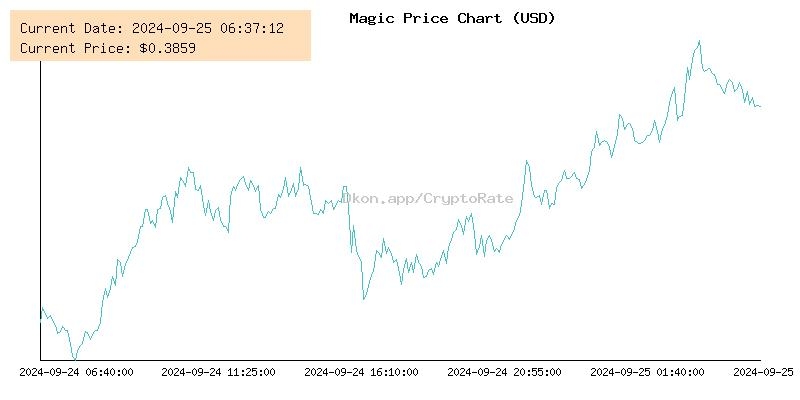 Magic Price Chart (USD)
Current Date: 2024-09-25 06:37:12
Current Price: $0.3859
Dkon.app/CryptoRate
2024-09-24 06:40:00 2024-09-24 11:25:00 2024-09-24 16:10:00 2024-09-24 20:55:00 2024-09-25 01:40:00 2024-09-25